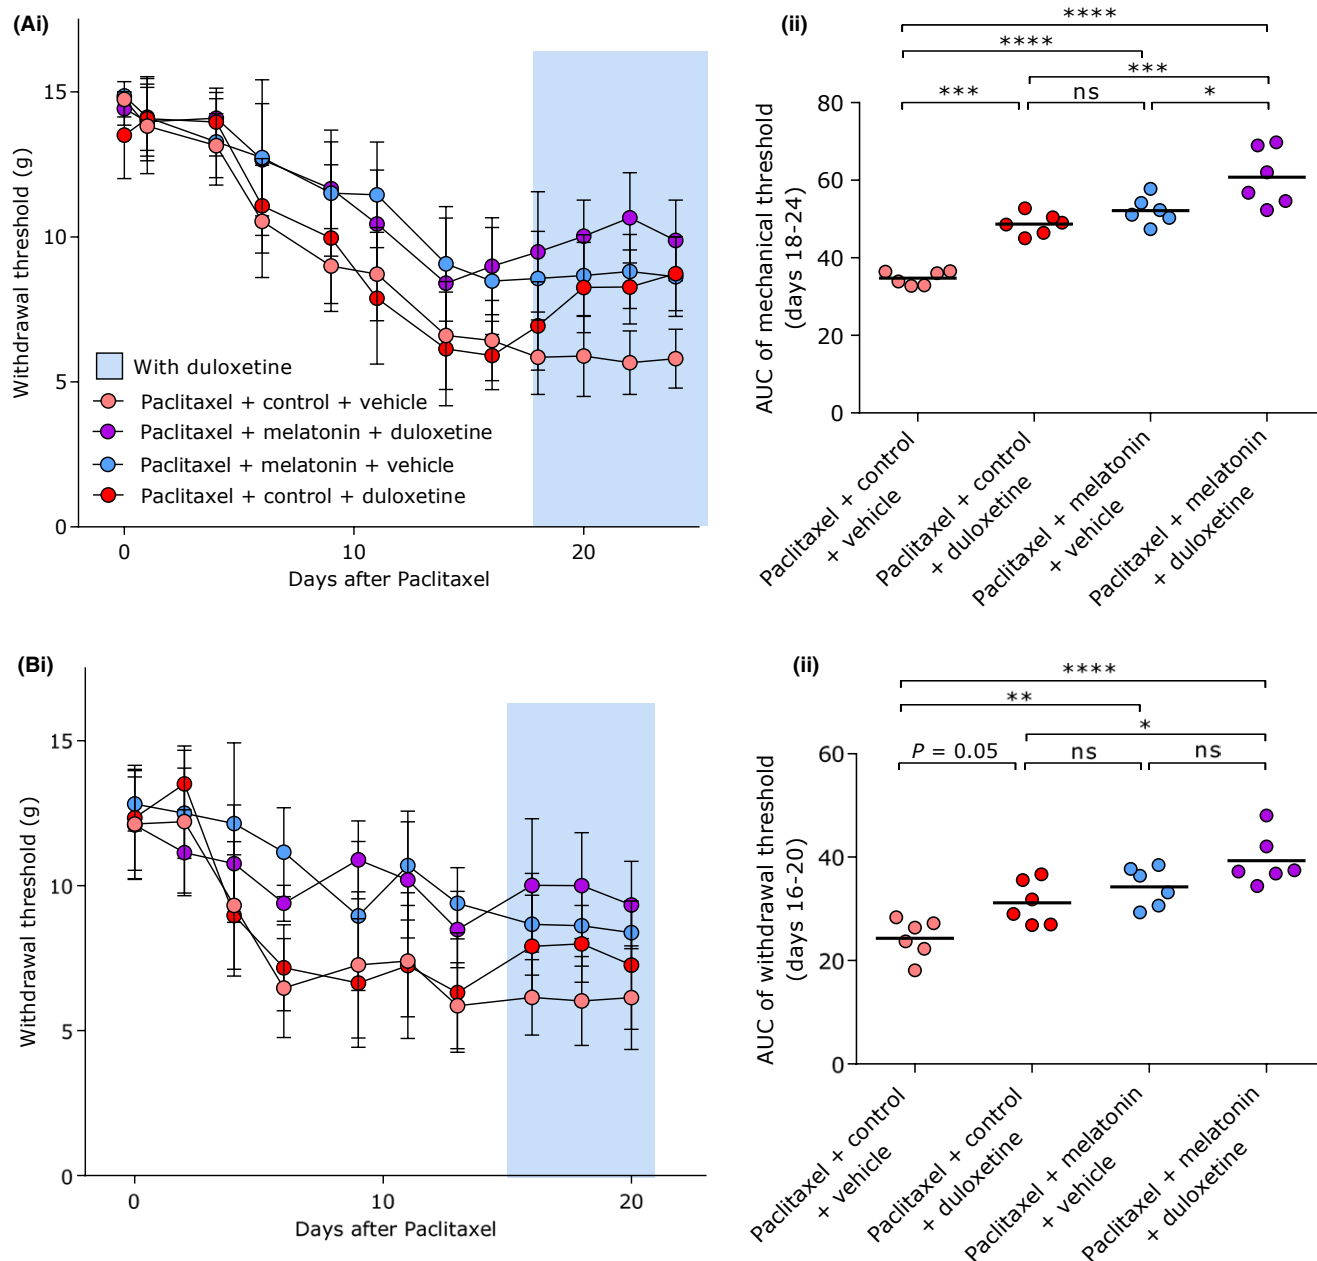 (Ai)
Withdrawal threshold (g)
15
10
5
0
0
10
20
Days after Paclitaxel
With duloxetine
Paclitaxel + control + vehicle
Paclitaxel + melatonin + duloxetine
Paclitaxel + melatonin + vehicle
Paclitaxel + control + duloxetine
(ii)
****
****
***
***
ns
*
AUC of mechanical threshold
(days 18-24)
80
60
40
20
0
Paclitaxel + control
+ vehicle
Paclitaxel + control
+ duloxetine
Paclitaxel + melatonin
+ vehicle
Paclitaxel + melatonin
+ duloxetine
(Bi)
Withdrawal threshold (g)
15
10
5
0
0
10
20
Days after Paclitaxel
(ii)
****
**
*
P = 0.05
ns
ns
AUC of withdrawal threshold
(days 16-20)
60
40
20
0
Paclitaxel + control
+ vehicle
Paclitaxel + control
+ duloxetine
Paclitaxel + melatonin
+ vehicle
Paclitaxel + melatonin
+ duloxetine